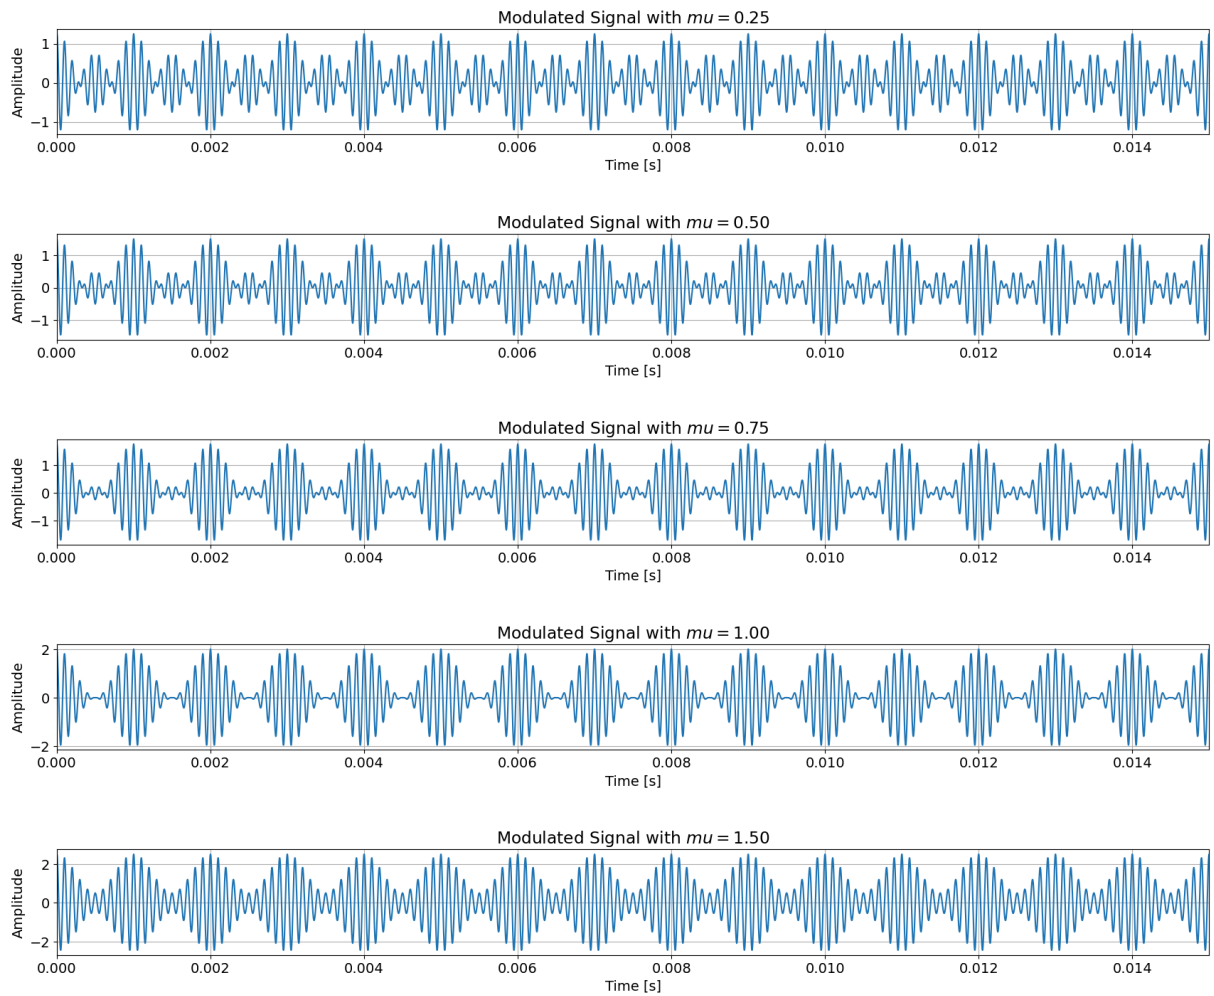 Modulated Signal with mu = 0.25
Amplitude
1
0
−1
0.000 0.002 0.004 0.006 0.008 0.010 0.012 0.014
Time [s]
Modulated Signal with mu = 0.50
Amplitude
1
0
−1
0.000 0.002 0.004 0.006 0.008 0.010 0.012 0.014
Time [s]
Modulated Signal with mu = 0.75
Amplitude
1
0
−1
0.000 0.002 0.004 0.006 0.008 0.010 0.012 0.014
Time [s]
Modulated Signal with mu = 1.00
Amplitude
2
0
−2
0.000 0.002 0.004 0.006 0.008 0.010 0.012 0.014
Time [s]
Modulated Signal with mu = 1.50
Amplitude
2
0
−2
0.000 0.002 0.004 0.006 0.008 0.010 0.012 0.014
Time [s]